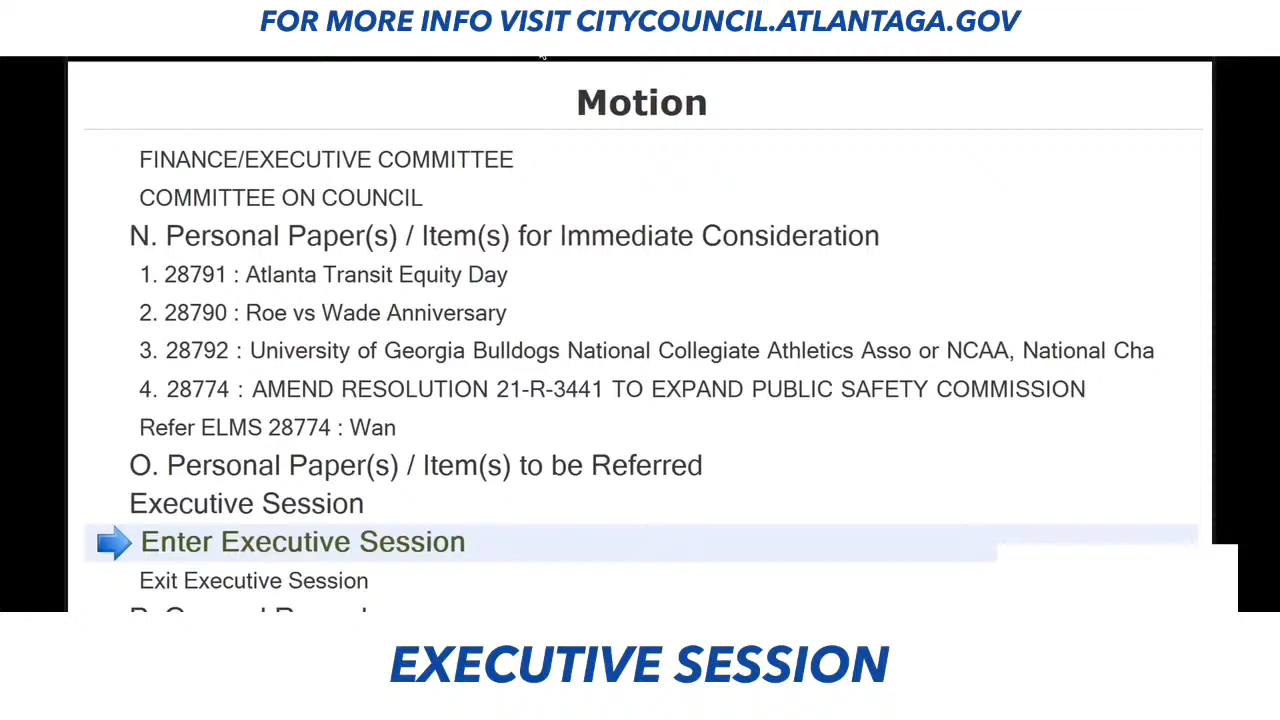 FOR MORE INFO VISIT CITYCOUNCIL.ATLANTAGA.GOV
Motion
FINANCE/EXECUTIVE COMMITTEE
COMMITTEE ON COUNCIL
N. Personal Paper(s) / Item(s) for Immediate Consideration
1. 28791 : Atlanta Transit Equity Day
2. 28790 : Roe vs Wade Anniversary
3. 28792 : University of Georgia Bulldogs National Collegiate Athletics Asso or NCAA, National Cha
4. 28774 : AMEND RESOLUTION 21-R-3441 TO EXPAND PUBLIC SAFETY COMMISSION
Refer ELMS 28774 : Wan
O. Personal Paper(s) / Item(s) to be Referred
Executive Session
Enter Executive Session
Exit Executive Session
EXECUTIVE SESSION